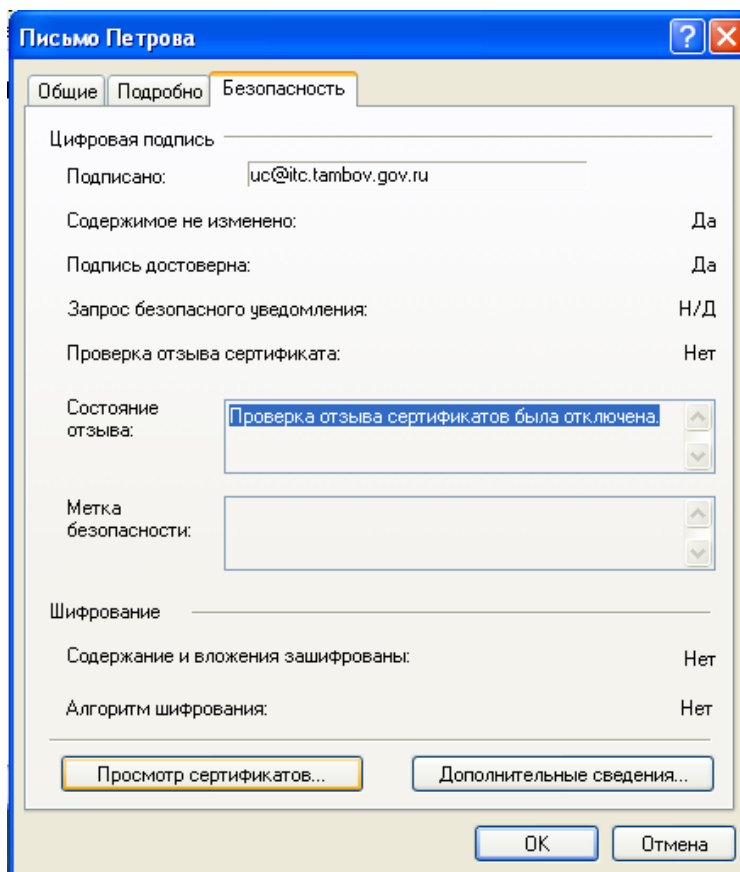 Письмо Петрова
Общие Подробно Безопасность
Цифровая подпись
Подписано: uc@itc.tambov.gov.ru
Содержимое не изменено: Да
Подпись достоверна: Да
Запрос безопасного уведомления: Н/Д
Проверка отзыва сертификата: Нет
Состояние отзыва: Проверка отзыва сертификатов была отключена.
Метка безопасности:
Шифрование
Содержание и вложения зашифрованы: Нет
Алгоритм шифрования: Нет
Просмотр сертификатов... Дополнительные сведения...
OK Отмена